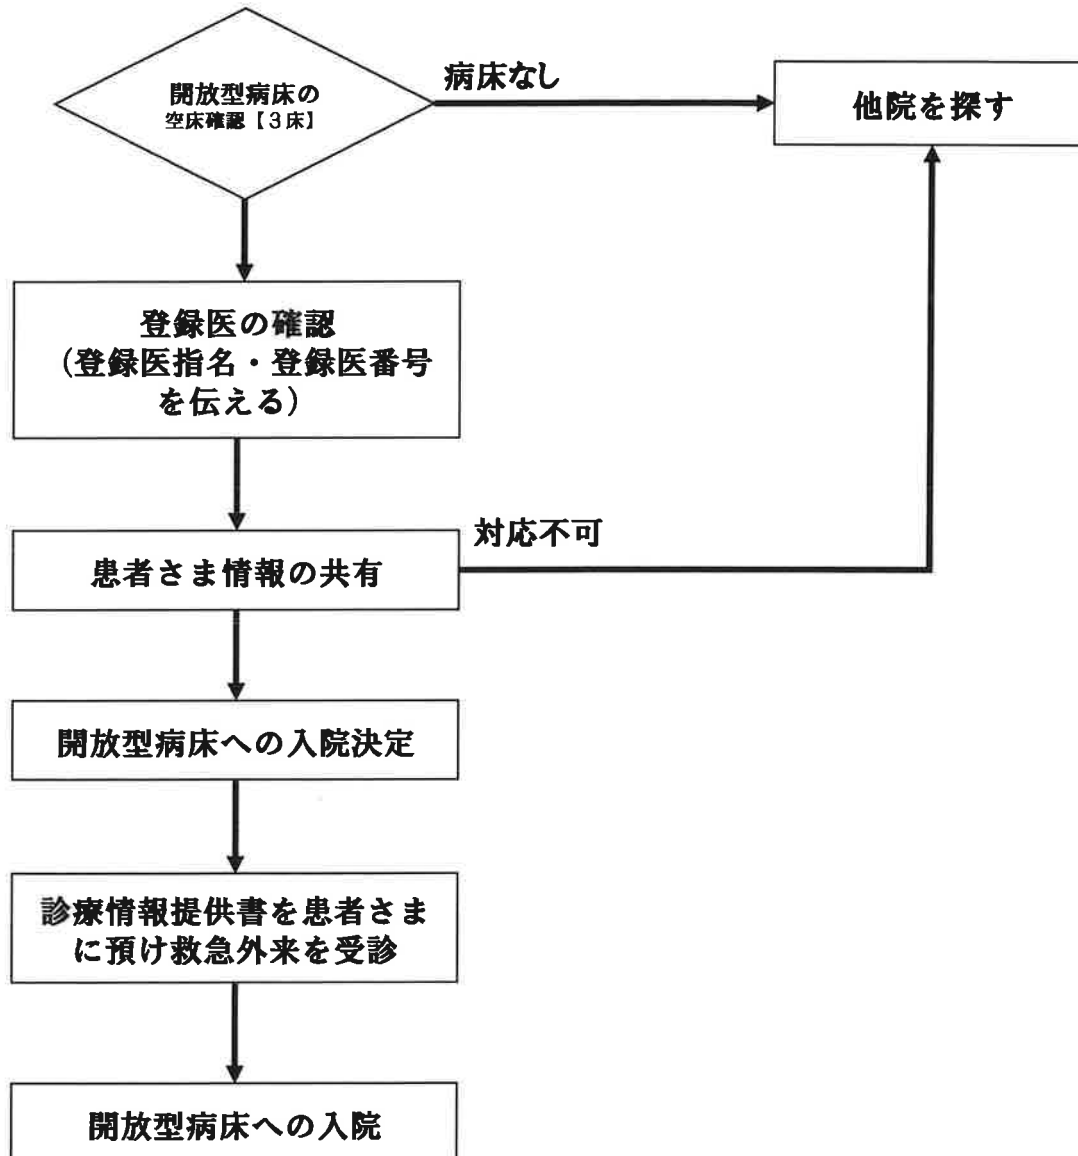 開放型病床の
空床確認【３床】
病床なし
他院を探す
登録医の確認
(登録医指名・登録医番号
を伝える)
患者さま情報の共有
対応不可
開放型病床への入院決定
診療情報提供書を患者さま
に預け救急外来を受診
開放型病床への入院